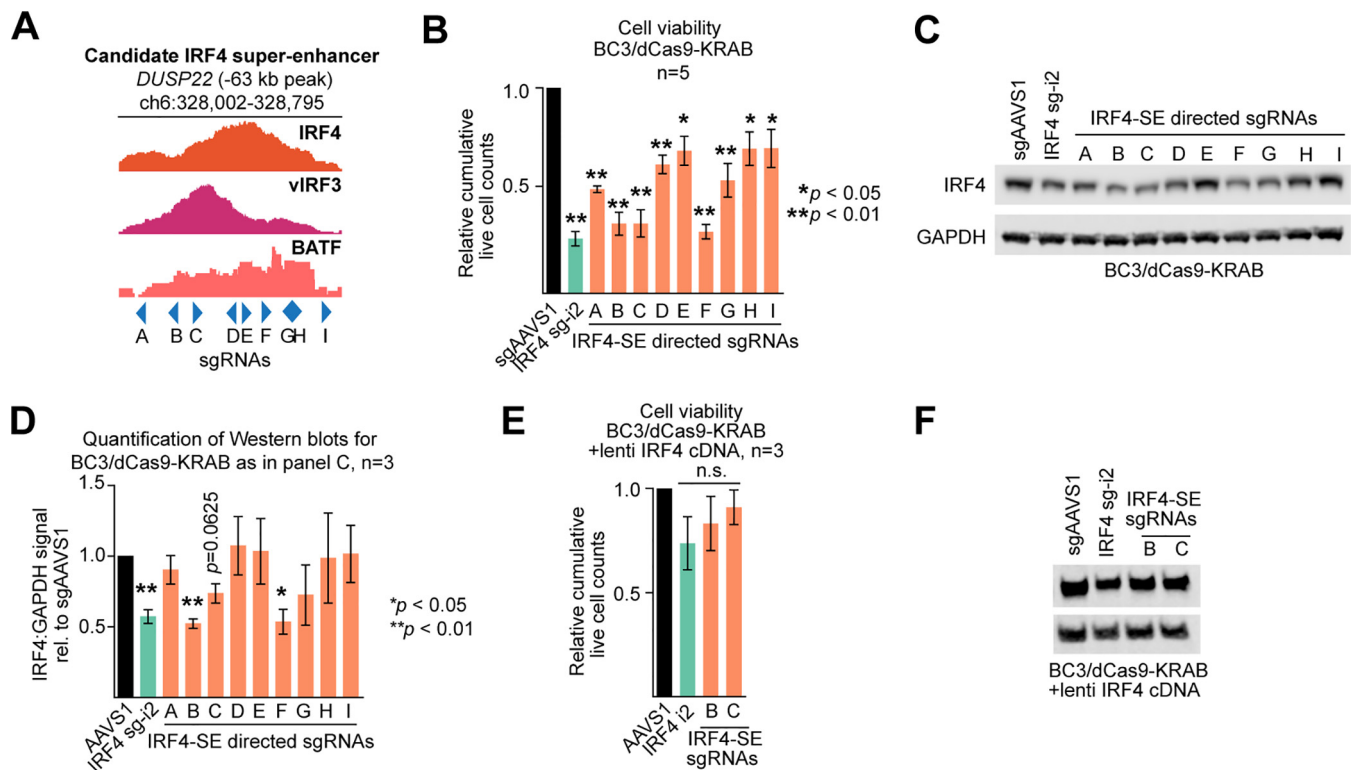 A
Candidate IRF4 super-enhancer
DUSP22 (-63 kb peak)
ch6:328,002-328,795
IRF4
vIRF3
BATF
A B C D E F G H I
sgRNAs
B
Cell viability
BC3/dCas9-KRAB
n=5
Relative cumulative
live cell counts
1.0
0.5
** ** ** ** ** * ** ** * *
*p < 0.05
**p < 0.01
sgAAVS1
IRF4 sg-i2
A B C D E F G H I
IRF4-SE directed sgRNAs
C
sgAAVS1
IRF4 sg-i2
IRF4-SE directed sgRNAs
A B C D E F G H I
IRF4
GAPDH
BC3/dCas9-KRAB
D
Quantification of Western blots for
BC3/dCas9-KRAB as in panel C, n=3
IRF4:GAPDH signal
rel. to sgAAVS1
1.5
1.0
0.5
** ** p=0.0625 *
*p < 0.05
**p < 0.01
AAVS1
IRF4 sg-i2
A B C D E F G H I
IRF4-SE directed sgRNAs
E
Cell viability
BC3/dCas9-KRAB
+lenti IRF4 cDNA, n=3
n.s.
Relative cumulative
live cell counts
1.0
0.5
AAVS1
IRF4 i2
B C
IRF4-SE
sgRNAs
F
sgAAVS1
IRF4 sg-i2
IRF4-SE
sgRNAs
B C
BC3/dCas9-KRAB
+lenti IRF4 cDNA